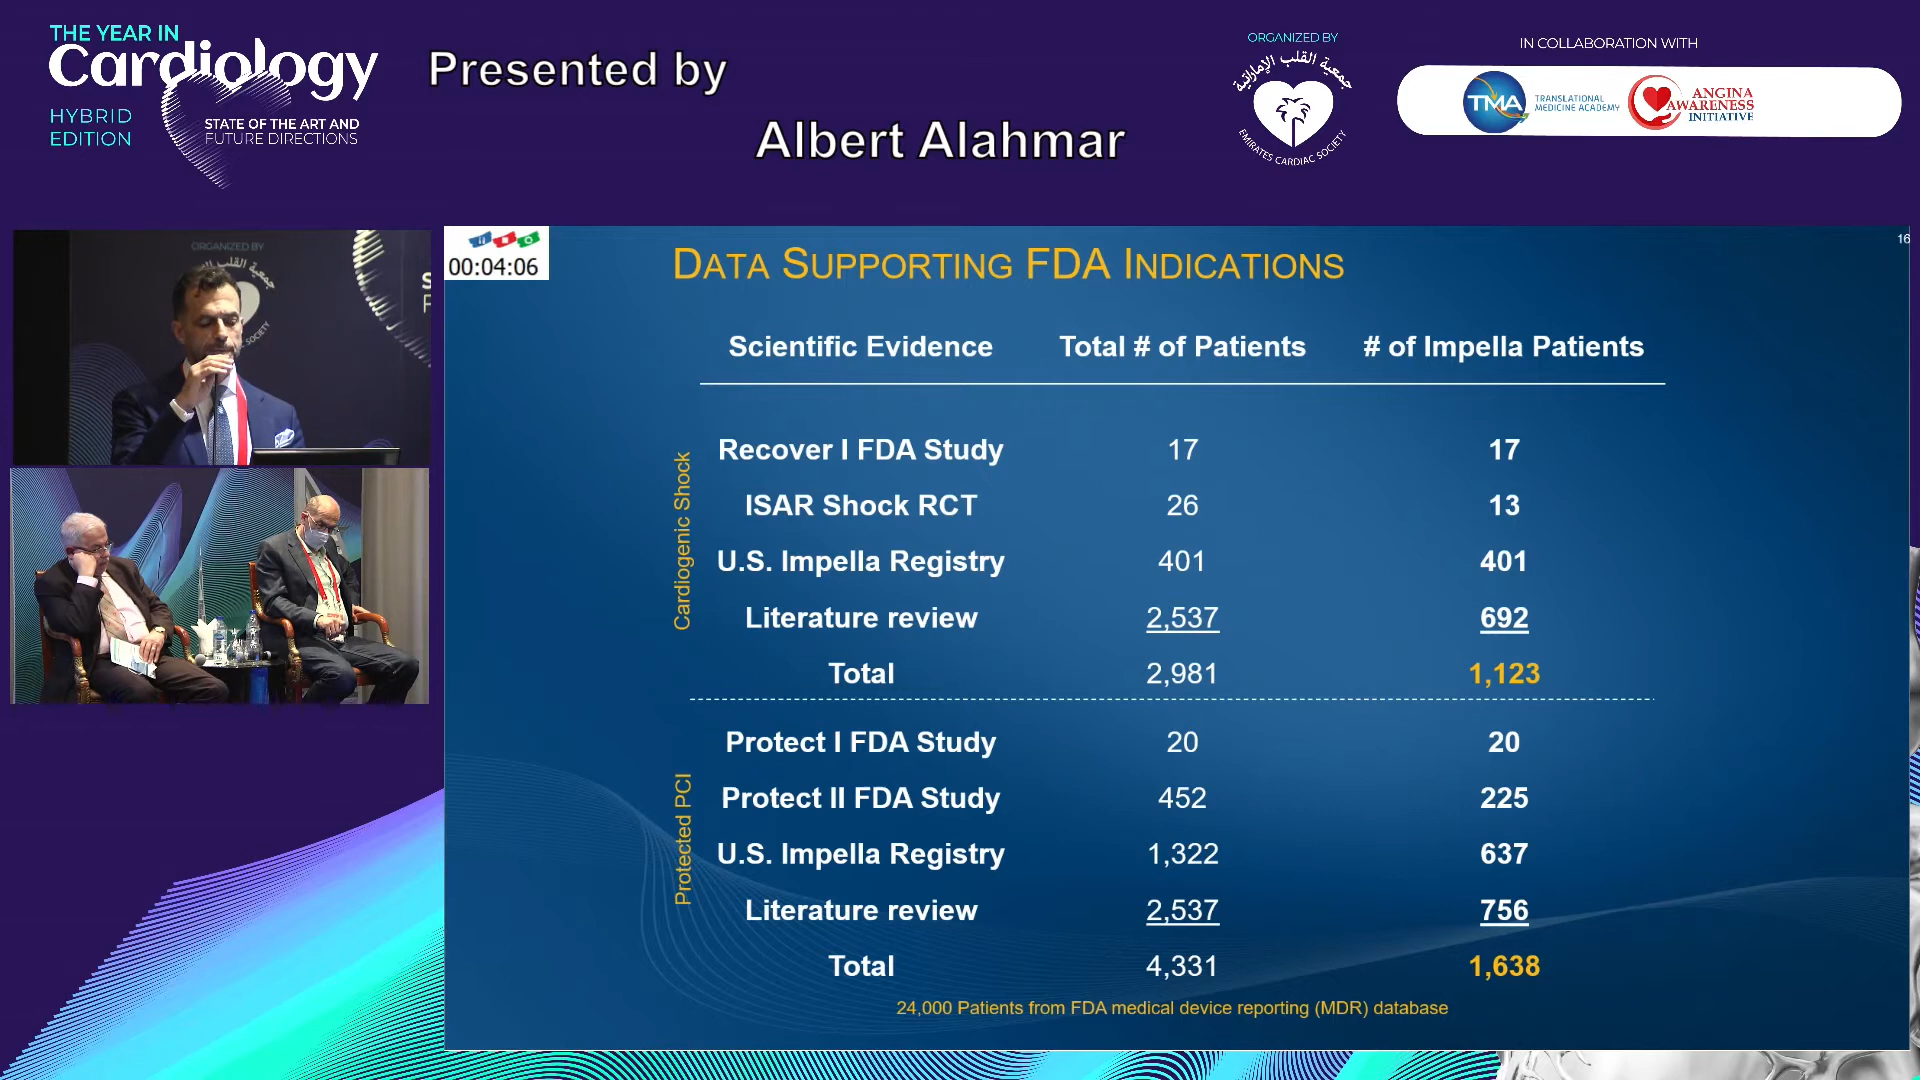 THE YEAR IN
Cardiology
HYBRID
EDITION
STATE OF THE ART AND
FUTURE DIRECTIONS
Presented by
Albert Alahmar
ORGANIZED BY
جمعية القلب الإماراتية
EMIRATES CARDIAC SOCIETY
IN COLLABORATION WITH
TMA
TRANSLATIONAL
MEDICINE ACADEMY
ANGINA
AWARENESS
INITIATIVE
ORGANIZED BY
SOCIETY
00:04:06
16
DATA SUPPORTING FDA INDICATIONS
Scientific Evidence Total # of Patients # of Impella Patients
Cardiogenic Shock
Recover I FDA Study 17 17
ISAR Shock RCT 26 13
U.S. Impella Registry 401 401
Literature review 2,537 692
Total 2,981 1,123
Protected PCI
Protect I FDA Study 20 20
Protect II FDA Study 452 225
U.S. Impella Registry 1,322 637
Literature review 2,537 756
Total 4,331 1,638
24,000 Patients from FDA medical device reporting (MDR) database